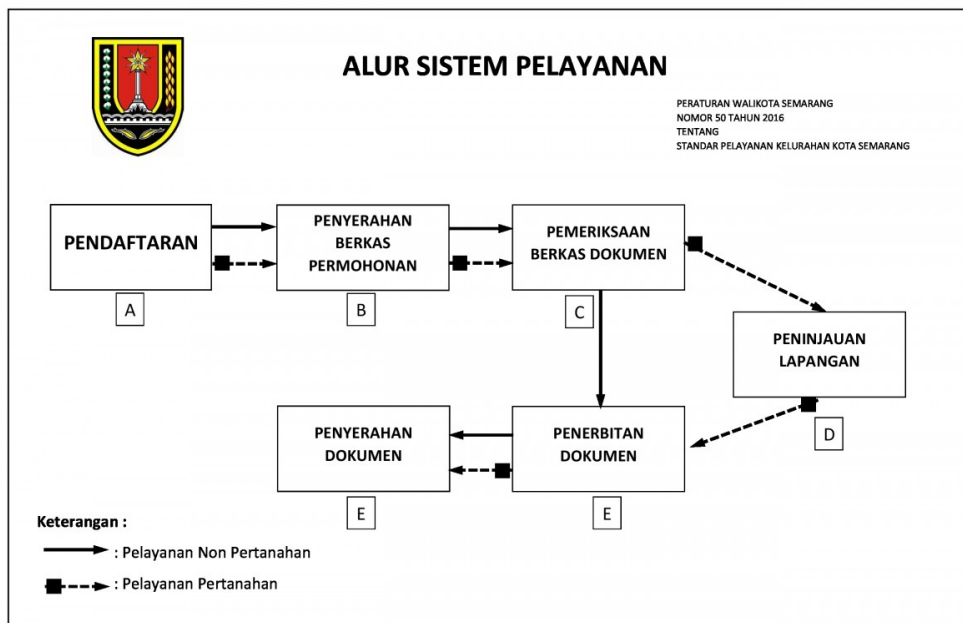 ALUR SISTEM PELAYANAN
PERATURAN WALIKOTA SEMARANG
NOMOR 50 TAHUN 2016
TENTANG
STANDAR PELAYANAN KELURAHAN KOTA SEMARANG
PENDAFTARAN
A
PENYERAHAN
BERKAS
PERMOHONAN
B
PEMERIKSAAN
BERKAS DOKUMEN
C
PENINJAUAN
LAPANGAN
D
PENYERAHAN
DOKUMEN
E
PENERBITAN
DOKUMEN
E
Keterangan :
: Pelayanan Non Pertanahan
: Pelayanan Pertanahan